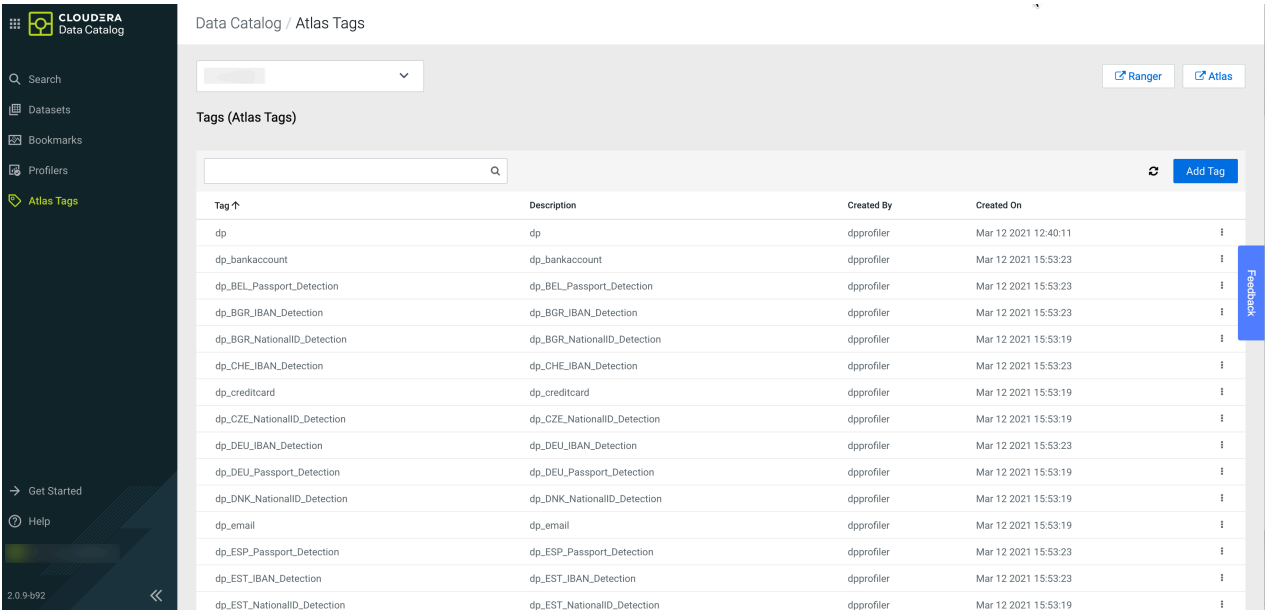 CLOUDERA
Data Catalog
Data Catalog / Atlas Tags
Search
Datasets
Bookmarks
Profilers
Atlas Tags
Get Started
Help
2.0.9-b92
Ranger
Atlas
Tags (Atlas Tags)
Add Tag
Tag Description Created By Created On
dp dp dpprofiler Mar 12 2021 12:40:11
dp_bankaccount dp_bankaccount dpprofiler Mar 12 2021 15:53:23
dp_BEL_Passport_Detection dp_BEL_Passport_Detection dpprofiler Mar 12 2021 15:53:23
dp_BGR_IBAN_Detection dp_BGR_IBAN_Detection dpprofiler Mar 12 2021 15:53:23
dp_BGR_NationalID_Detection dp_BGR_NationalID_Detection dpprofiler Mar 12 2021 15:53:19
dp_CHE_IBAN_Detection dp_CHE_IBAN_Detection dpprofiler Mar 12 2021 15:53:23
dp_creditcard dp_creditcard dpprofiler Mar 12 2021 15:53:19
dp_CZE_NationalID_Detection dp_CZE_NationalID_Detection dpprofiler Mar 12 2021 15:53:19
dp_DEU_IBAN_Detection dp_DEU_IBAN_Detection dpprofiler Mar 12 2021 15:53:23
dp_DEU_Passport_Detection dp_DEU_Passport_Detection dpprofiler Mar 12 2021 15:53:19
dp_DNK_NationalID_Detection dp_DNK_NationalID_Detection dpprofiler Mar 12 2021 15:53:19
dp_email dp_email dpprofiler Mar 12 2021 15:53:19
dp_ESP_Passport_Detection dp_ESP_Passport_Detection dpprofiler Mar 12 2021 15:53:23
dp_EST_IBAN_Detection dp_EST_IBAN_Detection dpprofiler Mar 12 2021 15:53:23
dp_EST_NationalID_Detection dp_EST_NationalID_Detection dpprofiler Mar 12 2021 15:53:19
Feedback